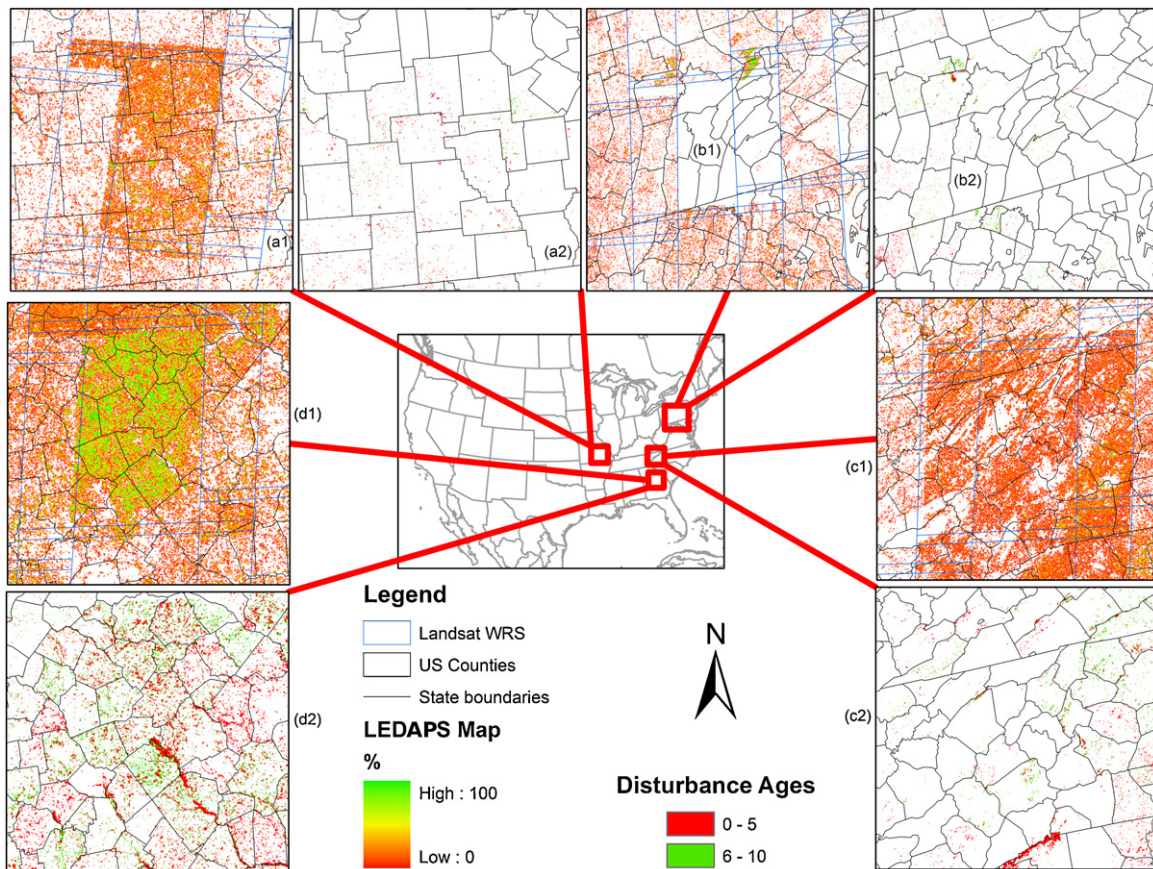 (a1)
(a2)
(b1)
(b2)
(d1)
(c1)
(d2)
(c2)
Legend
Landsat WRS
US Counties
State boundaries
LEDAPS Map
%
High : 100
Low : 0
N
Disturbance Ages
0 - 5
6 - 10